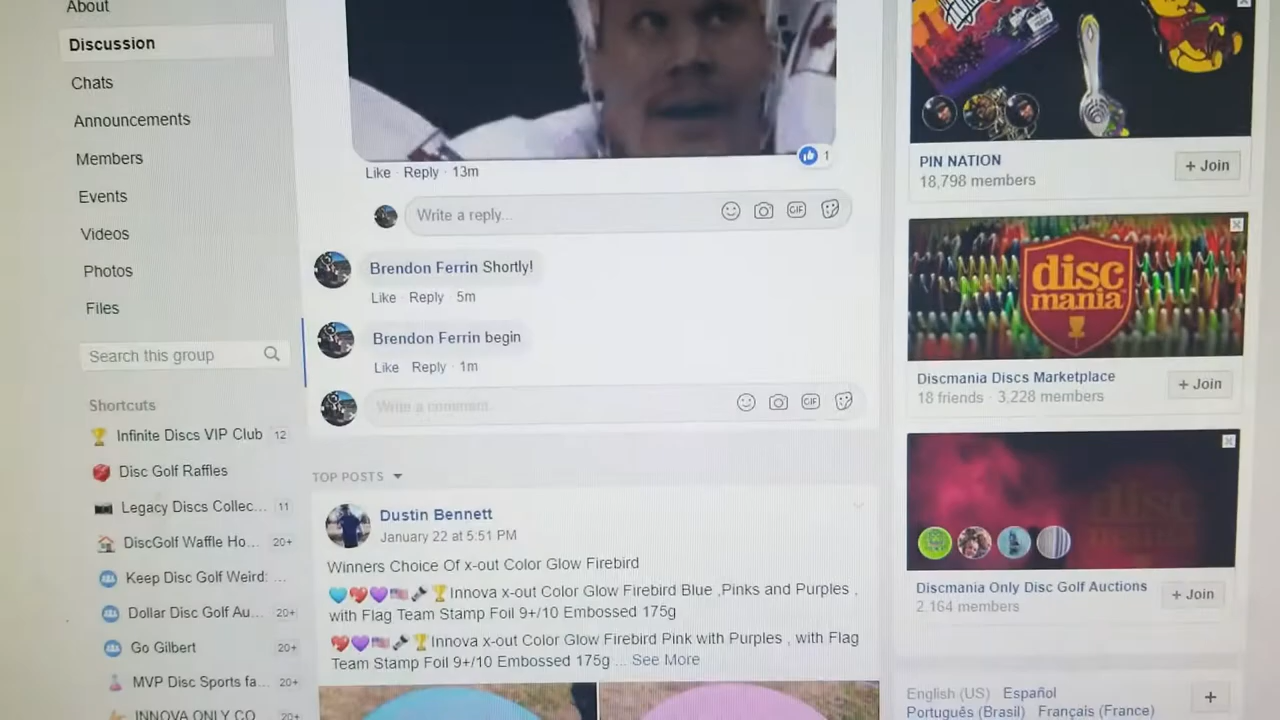 About
Discussion
Chats
Announcements
Members
Events
Videos
Photos
Files
Search this group
Shortcuts
Infinite Discs VIP Club 12
Disc Golf Raffles
Legacy Discs Collec... 11
DiscGolf Waffle Ho... 20+
Keep Disc Golf Weird: ...
Dollar Disc Golf Au... 20+
Go Gilbert 20+
MVP Disc Sports fa... 20+
INNOVA ONLY CO 20+
1
Like · Reply · 13m
Write a reply...
GIF
Brendon Ferrin Shortly!
Like · Reply · 5m
Brendon Ferrin begin
Like · Reply · 1m
Write a comment...
GIF
TOP POSTS
Dustin Bennett
January 22 at 5:51 PM
Winners Choice Of x-out Color Glow Firebird
💙💖💜🇺🇸🔦🏆Innova x-out Color Glow Firebird Blue ,Pinks and Purples ,
with Flag Team Stamp Foil 9+/10 Embossed 175g
💖💜🇺🇸🔦🏆Innova x-out Color Glow Firebird Pink with Purples , with Flag
Team Stamp Foil 9+/10 Embossed 175g ... See More
PIN NATION
18,798 members
+ Join
disc
mania
Discmania Discs Marketplace
18 friends · 3,228 members
+ Join
disc
mania
Discmania Only Disc Golf Auctions
2,164 members
+ Join
English (US) · Español
Português (Brasil) · Français (France)
+